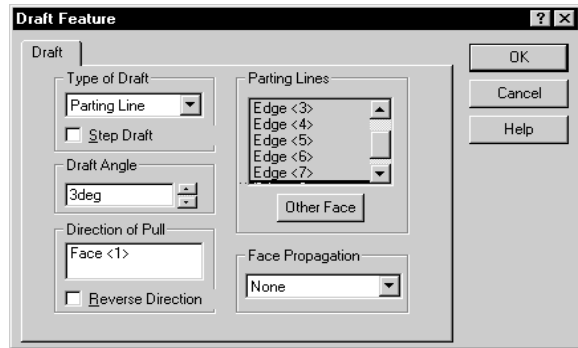 Draft Feature
Draft
Type of Draft
Parting Line
Step Draft
Draft Angle
3deg
Direction of Pull
Face <1>
Reverse Direction
Parting Lines
Edge <3>
Edge <4>
Edge <5>
Edge <6>
Edge <7>
Other Face
Face Propagation
None
OK
Cancel
Help